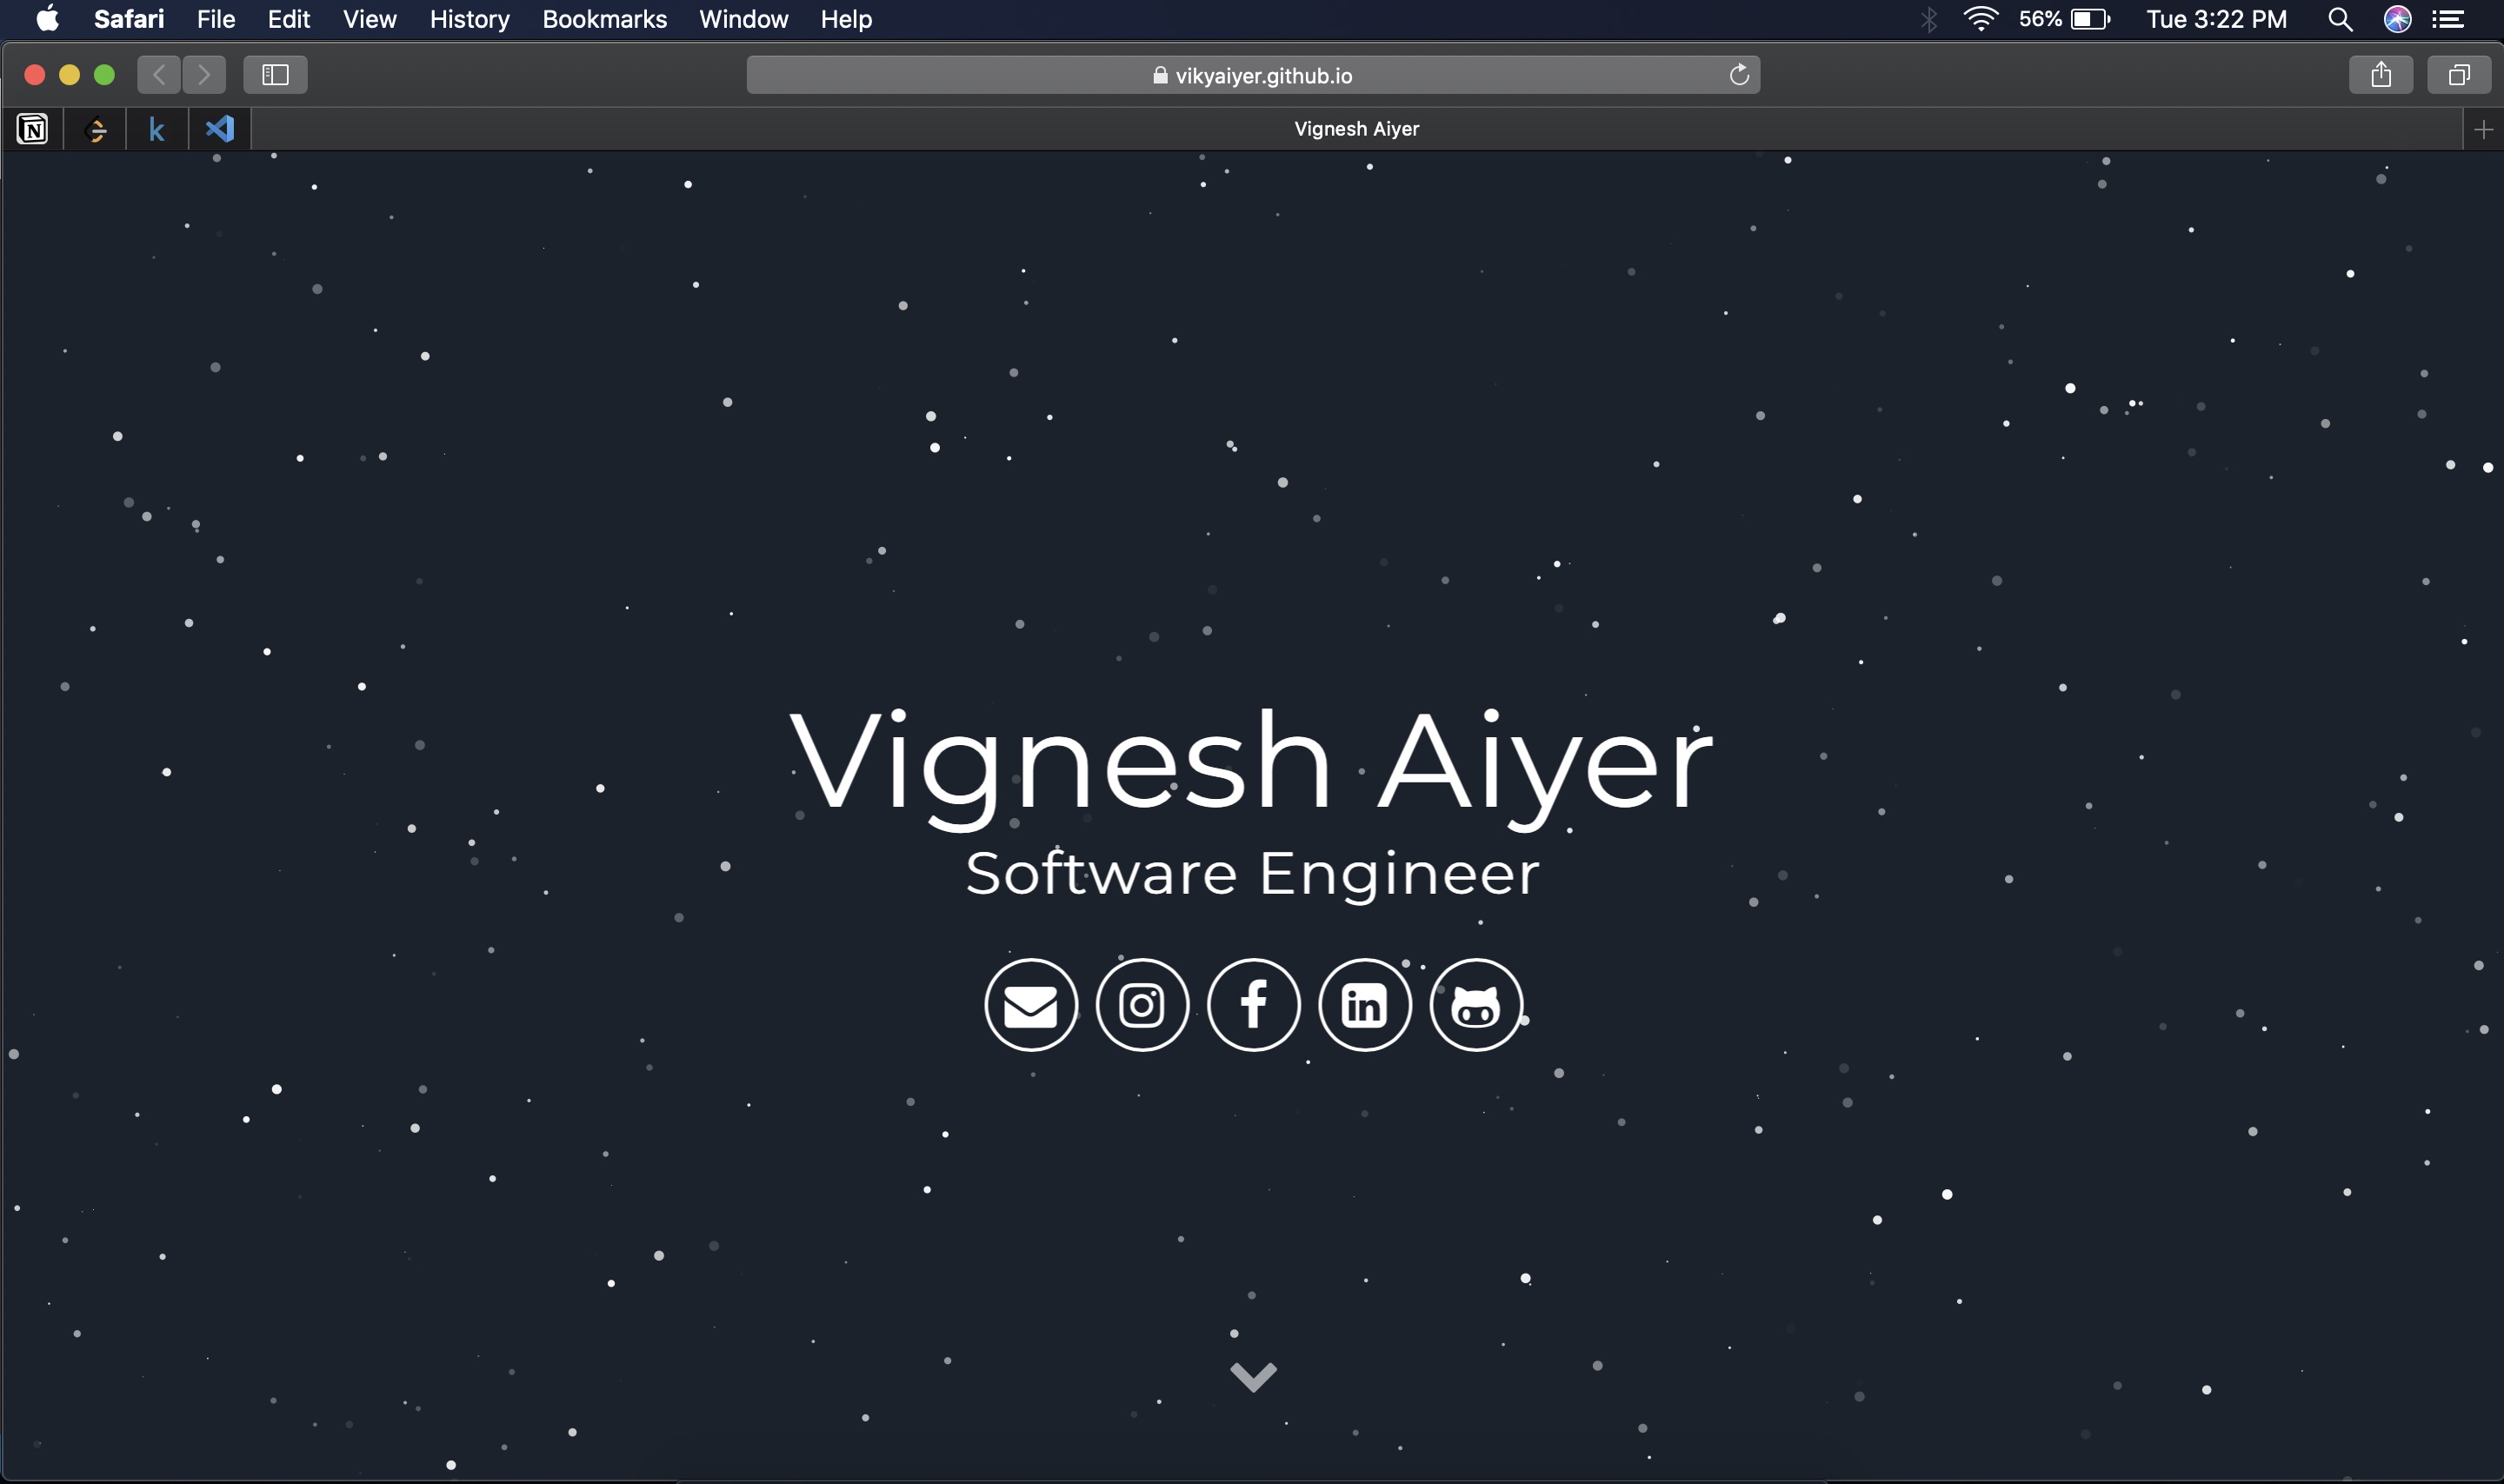 Safari File Edit View History Bookmarks Window Help 56% Tue 3:22 PM
vikyaiyer.github.io
N k Vignesh Aiyer
Vignesh Aiyer
Software Engineer
f in